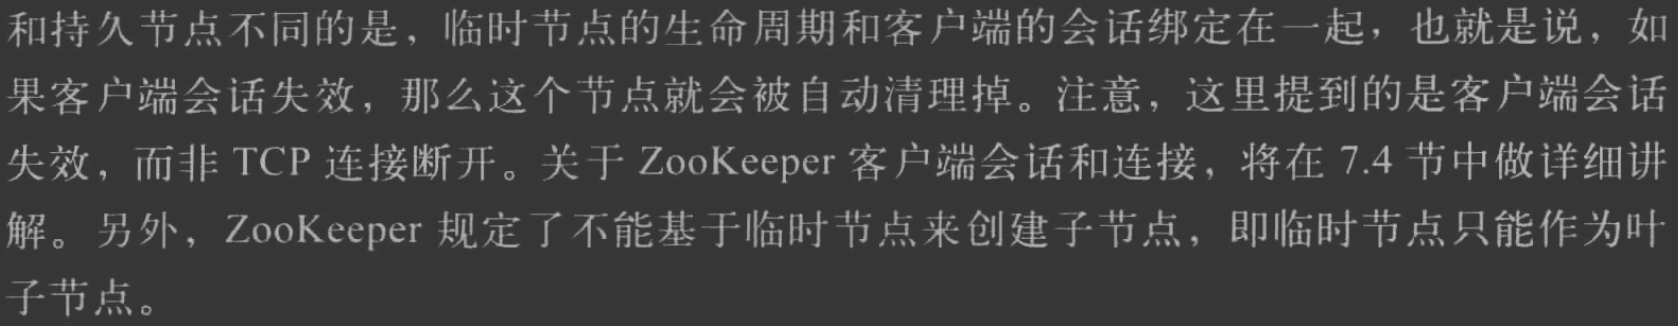 和持久节点不同的是，临时节点的生命周期和客户端的会话绑定在一起，也就是说，如
果客户端会话失效，那么这个节点就会被自动清理掉。注意，这里提到的是客户端会话
失效，而非 TCP 连接断开。关于 ZooKeeper 客户端会话和连接，将在 7.4 节中做详细讲
解。另外，ZooKeeper 规定了不能基于临时节点来创建子节点，即临时节点只能作为叶
子节点。